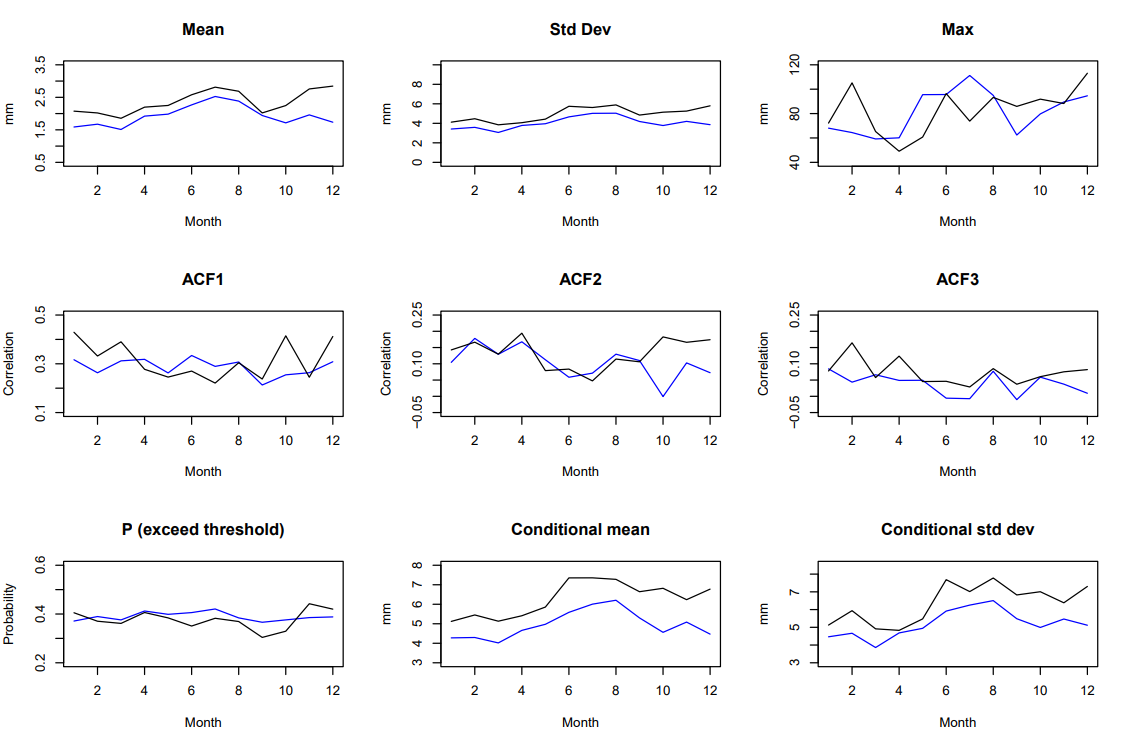 Mean
3.5
2.5
1.5
0.5
mm
2 4 6 8 10 12
Month
Std Dev
8
6
4
2
0
mm
2 4 6 8 10 12
Month
Max
120
80
40
mm
2 4 6 8 10 12
Month
ACF1
0.5
0.3
0.1
Correlation
2 4 6 8 10 12
Month
ACF2
0.25
0.10
−0.05
Correlation
2 4 6 8 10 12
Month
ACF3
0.25
0.10
−0.05
Correlation
2 4 6 8 10 12
Month
P (exceed threshold)
0.6
0.4
0.2
Probability
2 4 6 8 10 12
Month
Conditional mean
8
7
6
5
4
3
mm
2 4 6 8 10 12
Month
Conditional std dev
7
5
3
mm
2 4 6 8 10 12
Month